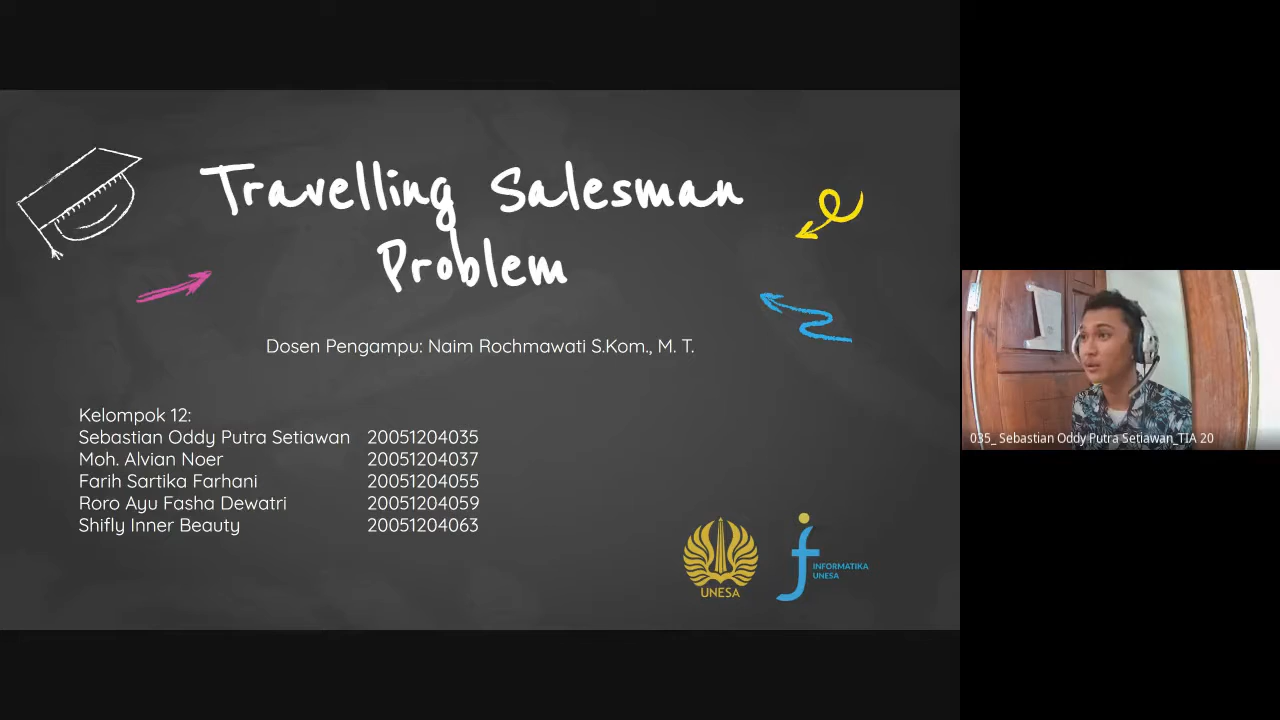 Travelling Salesman
Problem
Dosen Pengampu: Naim Rochmawati S.Kom., M. T.
Kelompok 12:
Sebastian Oddy Putra Setiawan 20051204035
Moh. Alvian Noer 20051204037
Farih Sartika Farhani 20051204055
Roro Ayu Fasha Dewatri 20051204059
Shifly Inner Beauty 20051204063
UNESA
INFORMATIKA
UNESA
035_ Sebastian Oddy Putra Setiawan_TIA 20